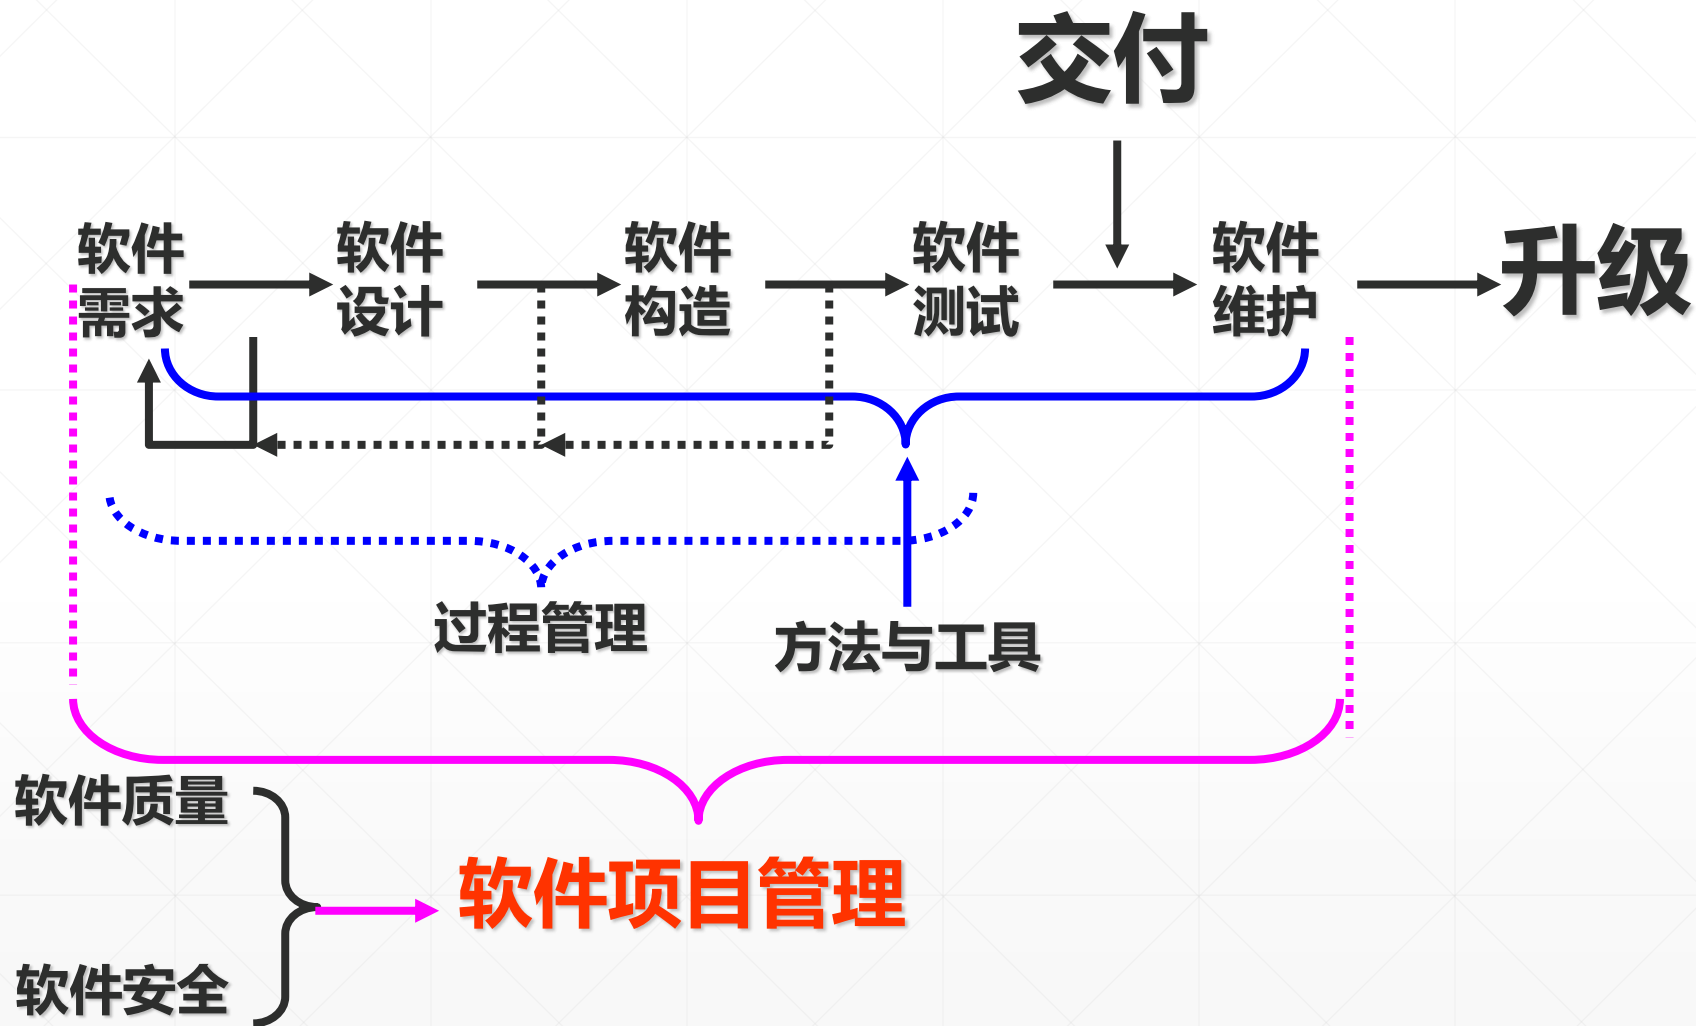 交付
软件
需求
软件
设计
软件
构造
软件
测试
软件
维护
升级
过程管理
方法与工具
软件质量
软件项目管理
软件安全